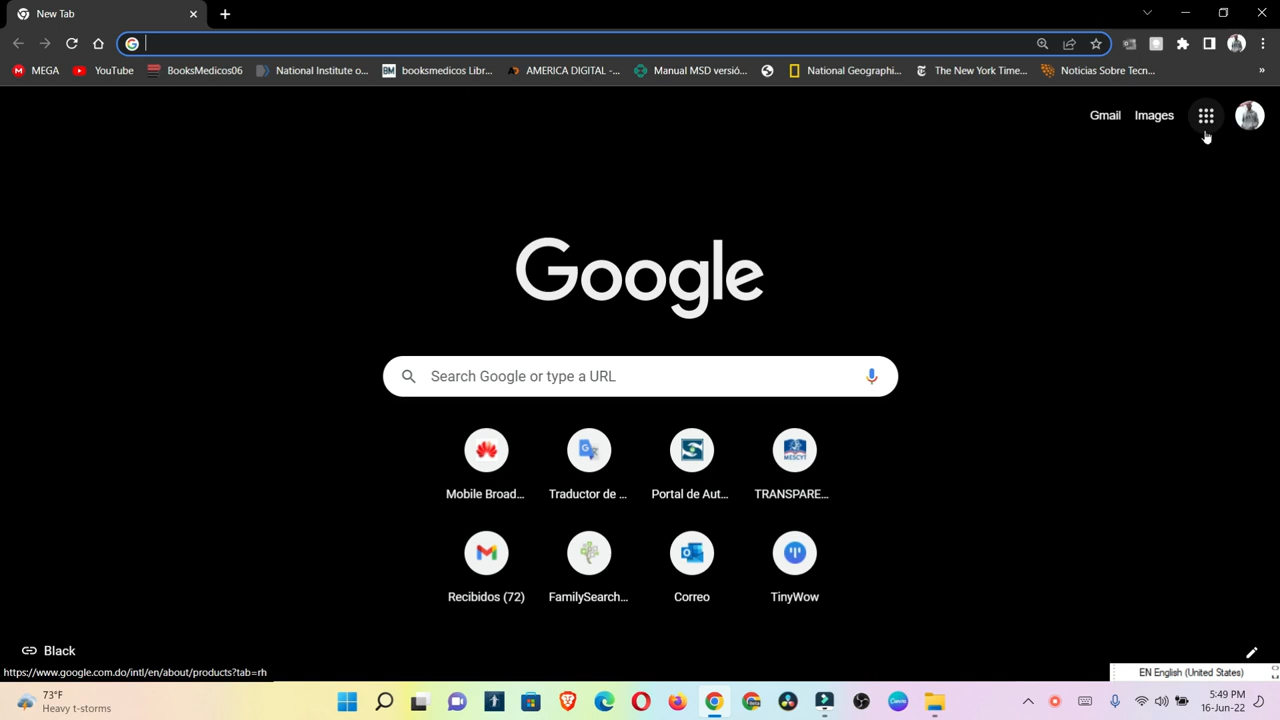 New Tab
MEGA YouTube BooksMedicos06 National Institute o... booksmedicos Libr... AMERICA DIGITAL -... Manual MSD versió... National Geographi... The New York Time... Noticias Sobre Tecn... »
Gmail Images
Google
Search Google or type a URL
Mobile Broad... Traductor de ... Portal de Aut... TRANSPARE...
Recibidos (72) FamilySearch... Correo TinyWow
Black
https://www.google.com.do/intl/en/about/products?tab=rh
EN English (United States)
73°F
Heavy t-storms
5:49 PM
16-Jun-22